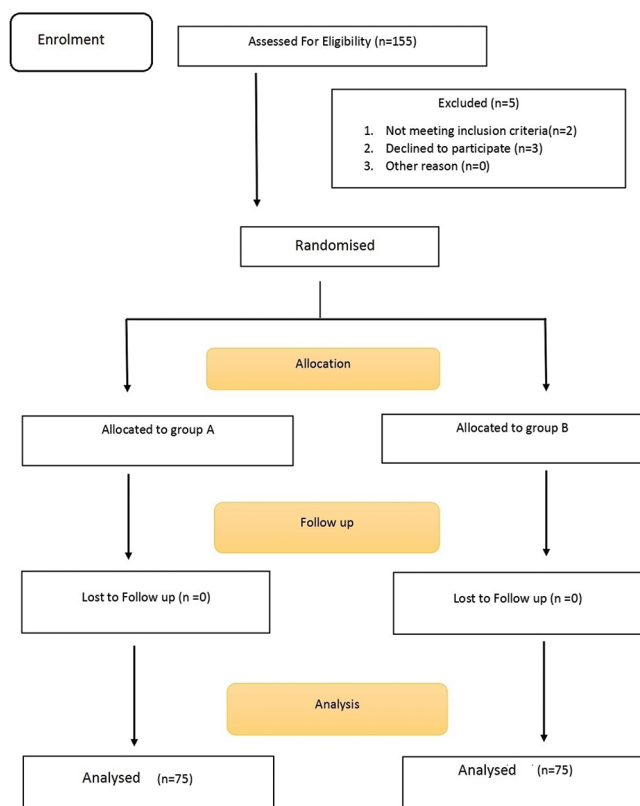 Enrolment
Assessed For Eligibility (n=155)
Excluded (n=5)
1. Not meeting inclusion criteria(n=2)
2. Declined to participate (n=3)
3. Other reason (n=0)
Randomised
Allocation
Allocated to group A
Allocated to group B
Follow up
Lost to Follow up (n =0)
Lost to Follow up (n =0)
Analysis
Analysed (n=75)
Analysed (n=75)